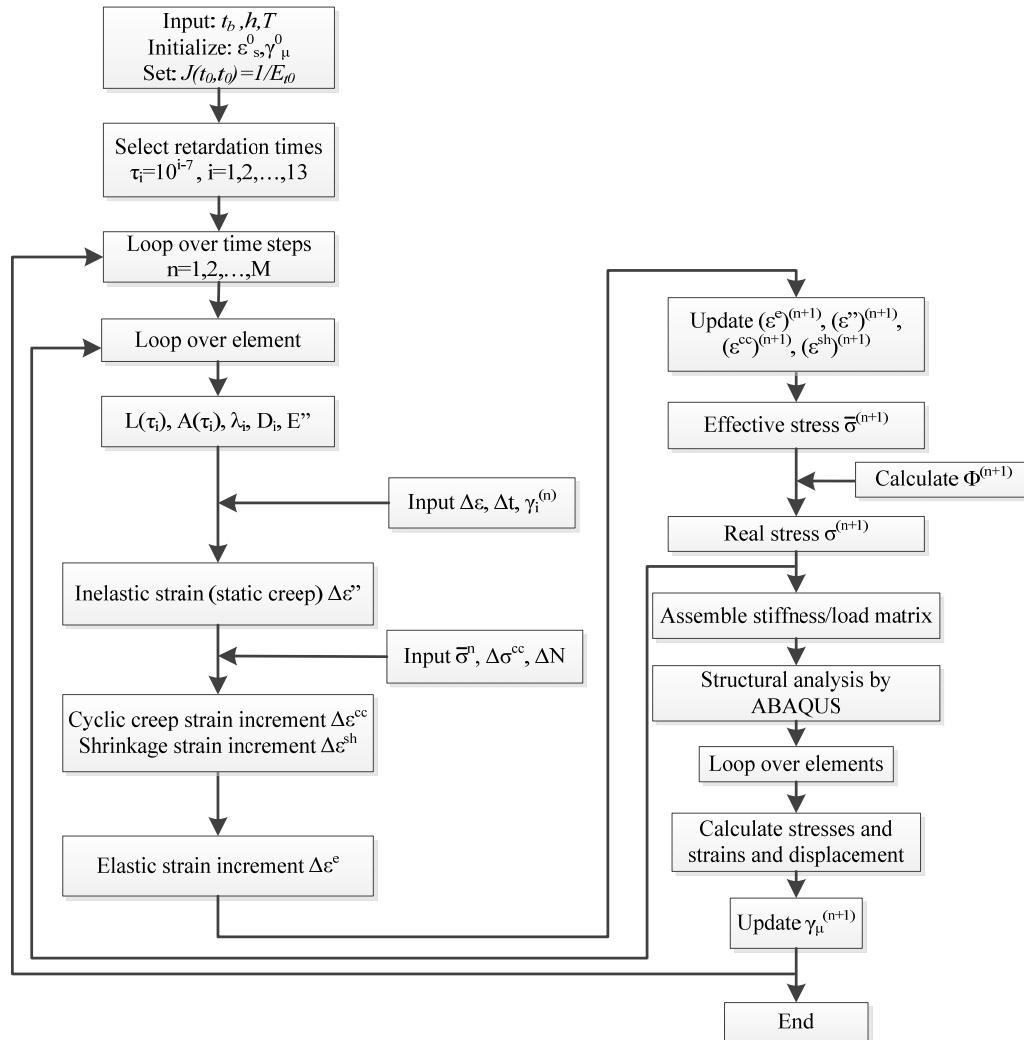 Input: t_b ,h,T
Initialize: ε^0_s,γ^0_μ
Set: J(t_0,t_0)=1/E_t0
Select retardation times
τ_i=10^{i-7} , i=1,2,…,13
Loop over time steps
n=1,2,…,M
Loop over element
L(τ_i), A(τ_i), λ_i, D_i, E”
Input Δε, Δt, γ_i^{(n)}
Inelastic strain (static creep) Δε”
Input σ̅^n, Δσ^{cc}, ΔN
Cyclic creep strain increment Δε^{cc}
Shrinkage strain increment Δε^{sh}
Elastic strain increment Δε^e
Update (ε^e)^{(n+1)}, (ε”)^{(n+1)},
(ε^{cc})^{(n+1)}, (ε^{sh})^{(n+1)}
Effective stress σ̅^{(n+1)}
Calculate Φ^{(n+1)}
Real stress σ^{(n+1)}
Assemble stiffness/load matrix
Structural analysis by
ABAQUS
Loop over elements
Calculate stresses and
strains and displacement
Update γ_μ^{(n+1)}
End